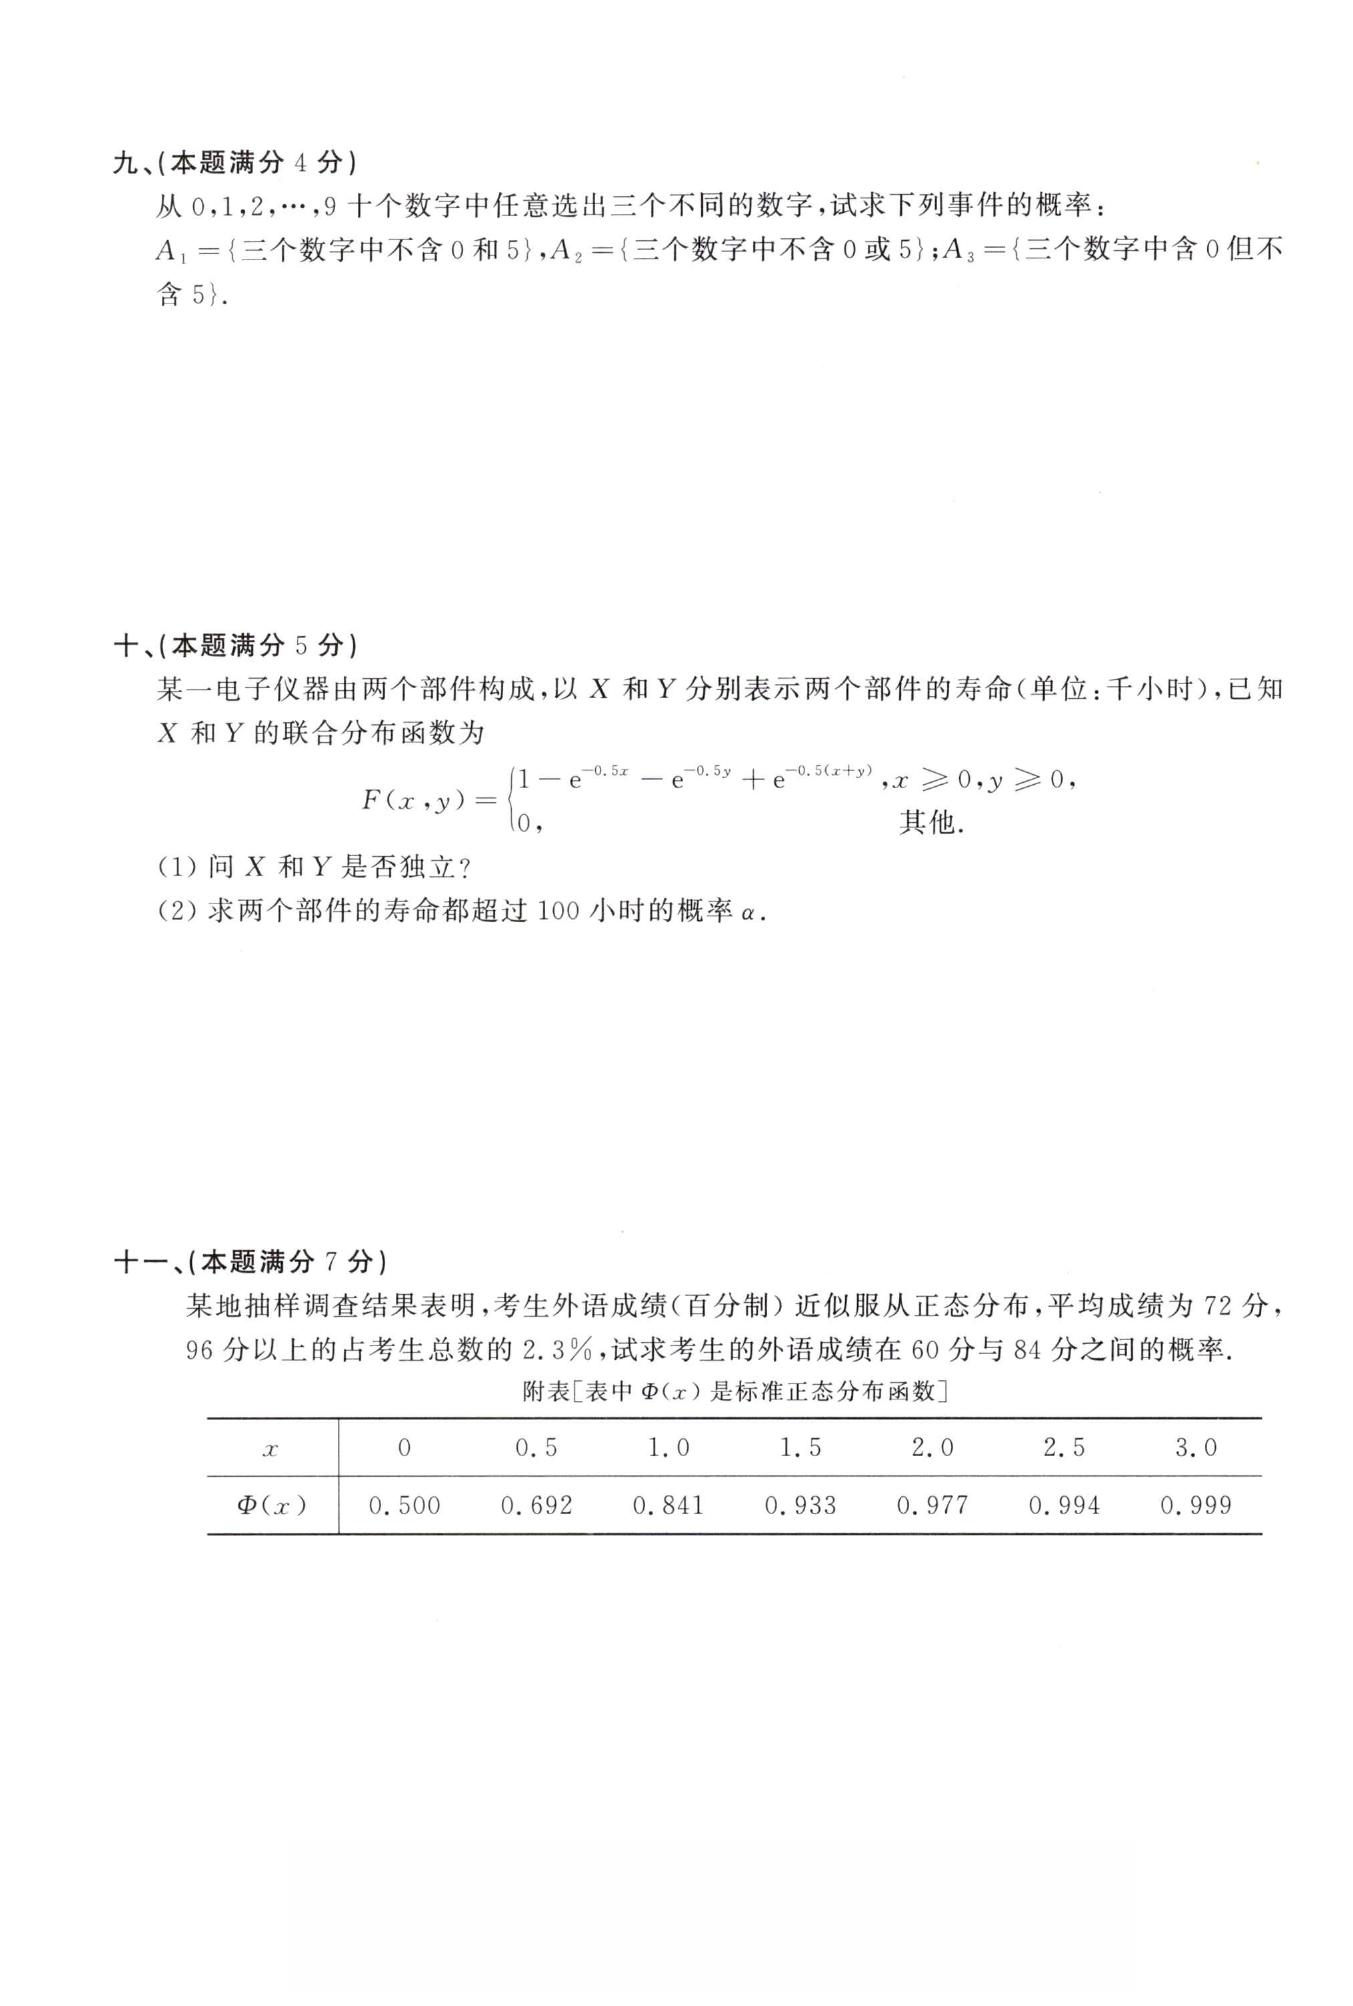 九、(本题满分 4 分)
从 0,1,2,…,9 十个数字中任意选出三个不同的数字,试求下列事件的概率:
A₁ ={三个数字中不含 0 和 5},A₂ ={三个数字中不含 0 或 5};A₃ ={三个数字中含 0 但不
含 5}.
十、(本题满分 5 分)
某一电子仪器由两个部件构成,以 X 和 Y 分别表示两个部件的寿命(单位:千小时),已知
X 和 Y 的联合分布函数为
F(x,y)={1-e^{-0.5x}-e^{-0.5y}+e^{-0.5(x+y)},x ⩾ 0,y ⩾ 0,
0, 其他.
(1) 问 X 和 Y 是否独立?
(2) 求两个部件的寿命都超过 100 小时的概率 α.
十一、(本题满分 7 分)
某地抽样调查结果表明,考生外语成绩(百分制) 近似服从正态分布,平均成绩为 72 分,
96 分以上的占考生总数的 2.3%,试求考生的外语成绩在 60 分与 84 分之间的概率.
附表[表中 Φ(x) 是标准正态分布函数]
x 0 0.5 1.0 1.5 2.0 2.5 3.0
Φ(x) 0.500 0.692 0.841 0.933 0.977 0.994 0.999